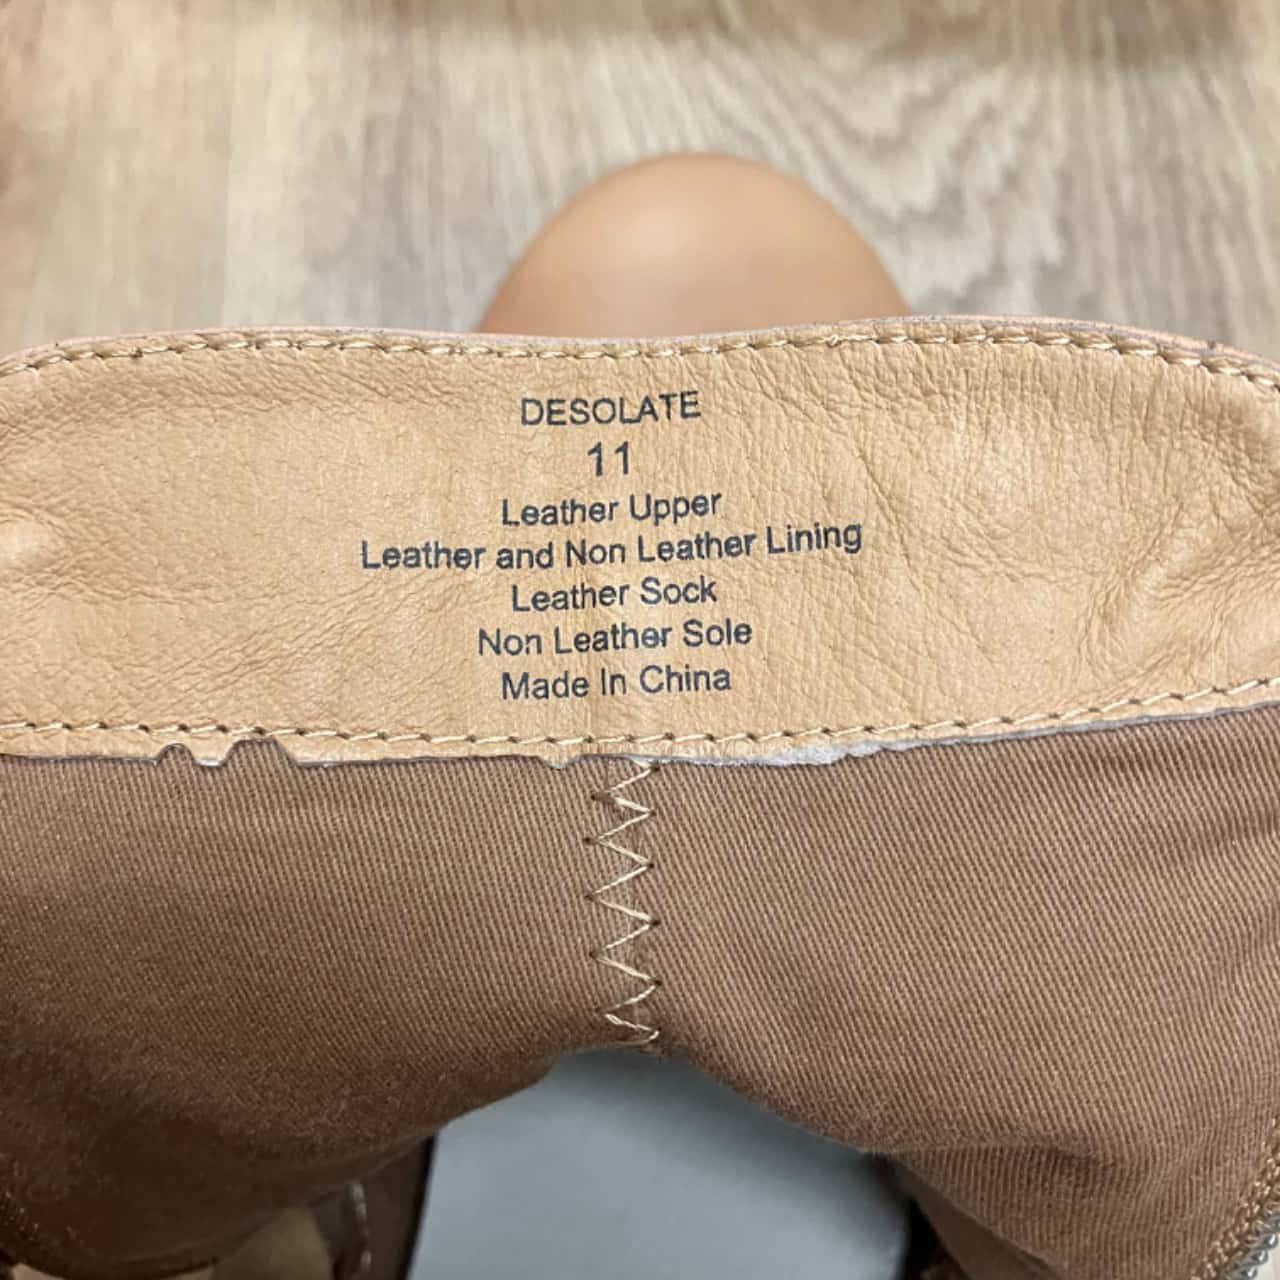 DESOLATE
11
Leather Upper
Leather and Non Leather Lining
Leather Sock
Non Leather Sole
Made In China